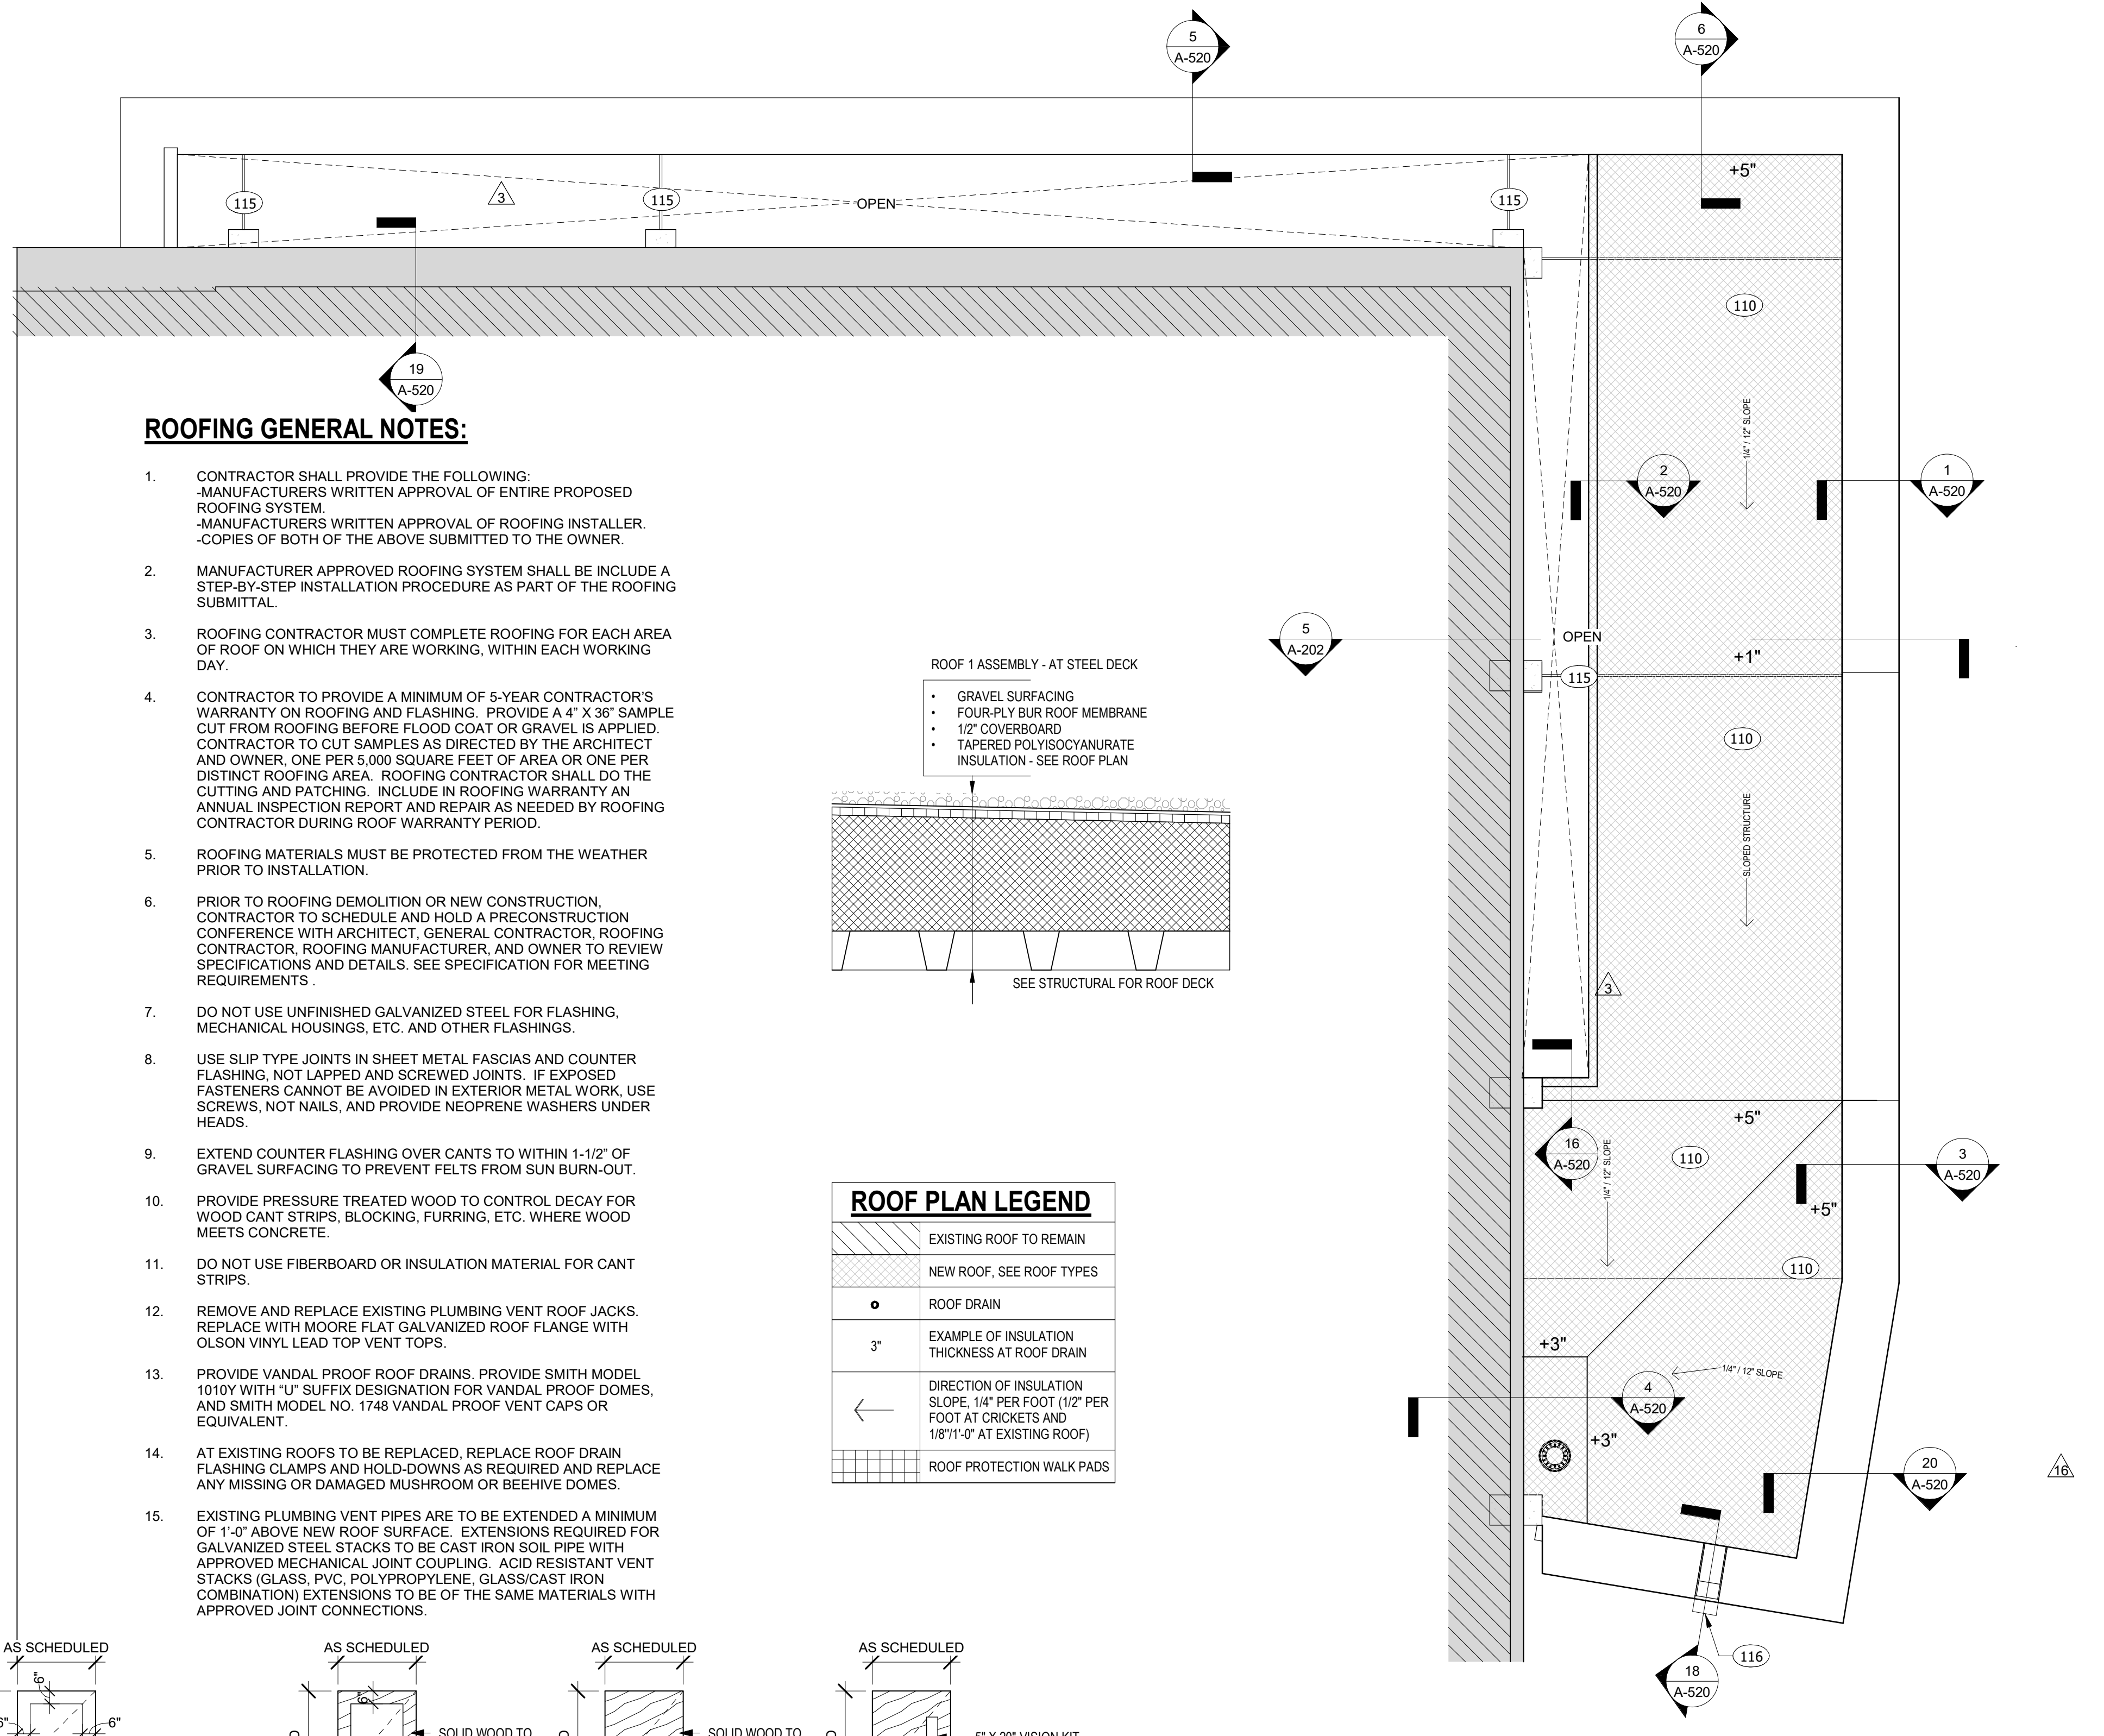 5
A-520
6
A-520
+5"
3
115
115
115
OPEN
110
19
A-520
ROOFING GENERAL NOTES:
1. CONTRACTOR SHALL PROVIDE THE FOLLOWING:
-MANUFACTURERS WRITTEN APPROVAL OF ENTIRE PROPOSED
ROOFING SYSTEM.
-MANUFACTURERS WRITTEN APPROVAL OF ROOFING INSTALLER.
-COPIES OF BOTH OF THE ABOVE SUBMITTED TO THE OWNER.
2. MANUFACTURER APPROVED ROOFING SYSTEM SHALL BE INCLUDE A
STEP-BY-STEP INSTALLATION PROCEDURE AS PART OF THE ROOFING
SUBMITTAL.
3. ROOFING CONTRACTOR MUST COMPLETE ROOFING FOR EACH AREA
OF ROOF ON WHICH THEY ARE WORKING, WITHIN EACH WORKING
DAY.
4. CONTRACTOR TO PROVIDE A MINIMUM OF 5-YEAR CONTRACTOR'S
WARRANTY ON ROOFING AND FLASHING. PROVIDE A 4” X 36” SAMPLE
CUT FROM ROOFING BEFORE FLOOD COAT OR GRAVEL IS APPLIED.
CONTRACTOR TO CUT SAMPLES AS DIRECTED BY THE ARCHITECT
AND OWNER, ONE PER 5,000 SQUARE FEET OF AREA OR ONE PER
DISTINCT ROOFING AREA. ROOFING CONTRACTOR SHALL DO THE
CUTTING AND PATCHING. INCLUDE IN ROOFING WARRANTY AN
ANNUAL INSPECTION REPORT AND REPAIR AS NEEDED BY ROOFING
CONTRACTOR DURING ROOF WARRANTY PERIOD.
5. ROOFING MATERIALS MUST BE PROTECTED FROM THE WEATHER
PRIOR TO INSTALLATION.
6. PRIOR TO ROOFING DEMOLITION OR NEW CONSTRUCTION,
CONTRACTOR TO SCHEDULE AND HOLD A PRECONSTRUCTION
CONFERENCE WITH ARCHITECT, GENERAL CONTRACTOR, ROOFING
CONTRACTOR, ROOFING MANUFACTURER, AND OWNER TO REVIEW
SPECIFICATIONS AND DETAILS. SEE SPECIFICATION FOR MEETING
REQUIREMENTS .
7. DO NOT USE UNFINISHED GALVANIZED STEEL FOR FLASHING,
MECHANICAL HOUSINGS, ETC. AND OTHER FLASHINGS.
8. USE SLIP TYPE JOINTS IN SHEET METAL FASCIAS AND COUNTER
FLASHING, NOT LAPPED AND SCREWED JOINTS. IF EXPOSED
FASTENERS CANNOT BE AVOIDED IN EXTERIOR METAL WORK, USE
SCREWS, NOT NAILS, AND PROVIDE NEOPRENE WASHERS UNDER
HEADS.
9. EXTEND COUNTER FLASHING OVER CANTS TO WITHIN 1-1/2” OF
GRAVEL SURFACING TO PREVENT FELTS FROM SUN BURN-OUT.
10. PROVIDE PRESSURE TREATED WOOD TO CONTROL DECAY FOR
WOOD CANT STRIPS, BLOCKING, FURRING, ETC. WHERE WOOD
MEETS CONCRETE.
11. DO NOT USE FIBERBOARD OR INSULATION MATERIAL FOR CANT
STRIPS.
12. REMOVE AND REPLACE EXISTING PLUMBING VENT ROOF JACKS.
REPLACE WITH MOORE FLAT GALVANIZED ROOF FLANGE WITH
OLSON VINYL LEAD TOP VENT TOPS.
13. PROVIDE VANDAL PROOF ROOF DRAINS. PROVIDE SMITH MODEL
1010Y WITH “U” SUFFIX DESIGNATION FOR VANDAL PROOF DOMES,
AND SMITH MODEL NO. 1748 VANDAL PROOF VENT CAPS OR
EQUIVALENT.
14. AT EXISTING ROOFS TO BE REPLACED, REPLACE ROOF DRAIN
FLASHING CLAMPS AND HOLD-DOWNS AS REQUIRED AND REPLACE
ANY MISSING OR DAMAGED MUSHROOM OR BEEHIVE DOMES.
15. EXISTING PLUMBING VENT PIPES ARE TO BE EXTENDED A MINIMUM
OF 1’-0” ABOVE NEW ROOF SURFACE. EXTENSIONS REQUIRED FOR
GALVANIZED STEEL STACKS TO BE CAST IRON SOIL PIPE WITH
APPROVED MECHANICAL JOINT COUPLING. ACID RESISTANT VENT
STACKS (GLASS, PVC, POLYPROPYLENE, GLASS/CAST IRON
COMBINATION) EXTENSIONS TO BE OF THE SAME MATERIALS WITH
APPROVED JOINT CONNECTIONS.
ROOF 1 ASSEMBLY - AT STEEL DECK
• GRAVEL SURFACING
• FOUR-PLY BUR ROOF MEMBRANE
• 1/2" COVERBOARD
• TAPERED POLYISOCYANURATE
INSULATION - SEE ROOF PLAN
SEE STRUCTURAL FOR ROOF DECK
ROOF PLAN LEGEND
EXISTING ROOF TO REMAIN
NEW ROOF, SEE ROOF TYPES
ROOF DRAIN
3"
EXAMPLE OF INSULATION
THICKNESS AT ROOF DRAIN
DIRECTION OF INSULATION
SLOPE, 1/4" PER FOOT (1/2" PER
FOOT AT CRICKETS AND
1/8"/1'-0" AT EXISTING ROOF)
ROOF PROTECTION WALK PADS
1/4" / 12" SLOPE
2
A-520
1
A-520
5
A-202
OPEN
+1"
115
110
SLOPED STRUCTURE
3
+5"
16
A-520
1/4" / 12" SLOPE
110
3
A-520
+5"
110
+3"
1/4" / 12" SLOPE
4
A-520
+3"
20
A-520
16
116
18
A-520
AS SCHEDULED
AS SCHEDULED
AS SCHEDULED
AS SCHEDULED
6"
6"
6"
6"
SOLID WOOD TO
SOLID WOOD TO
5" X 20" VISION KIT